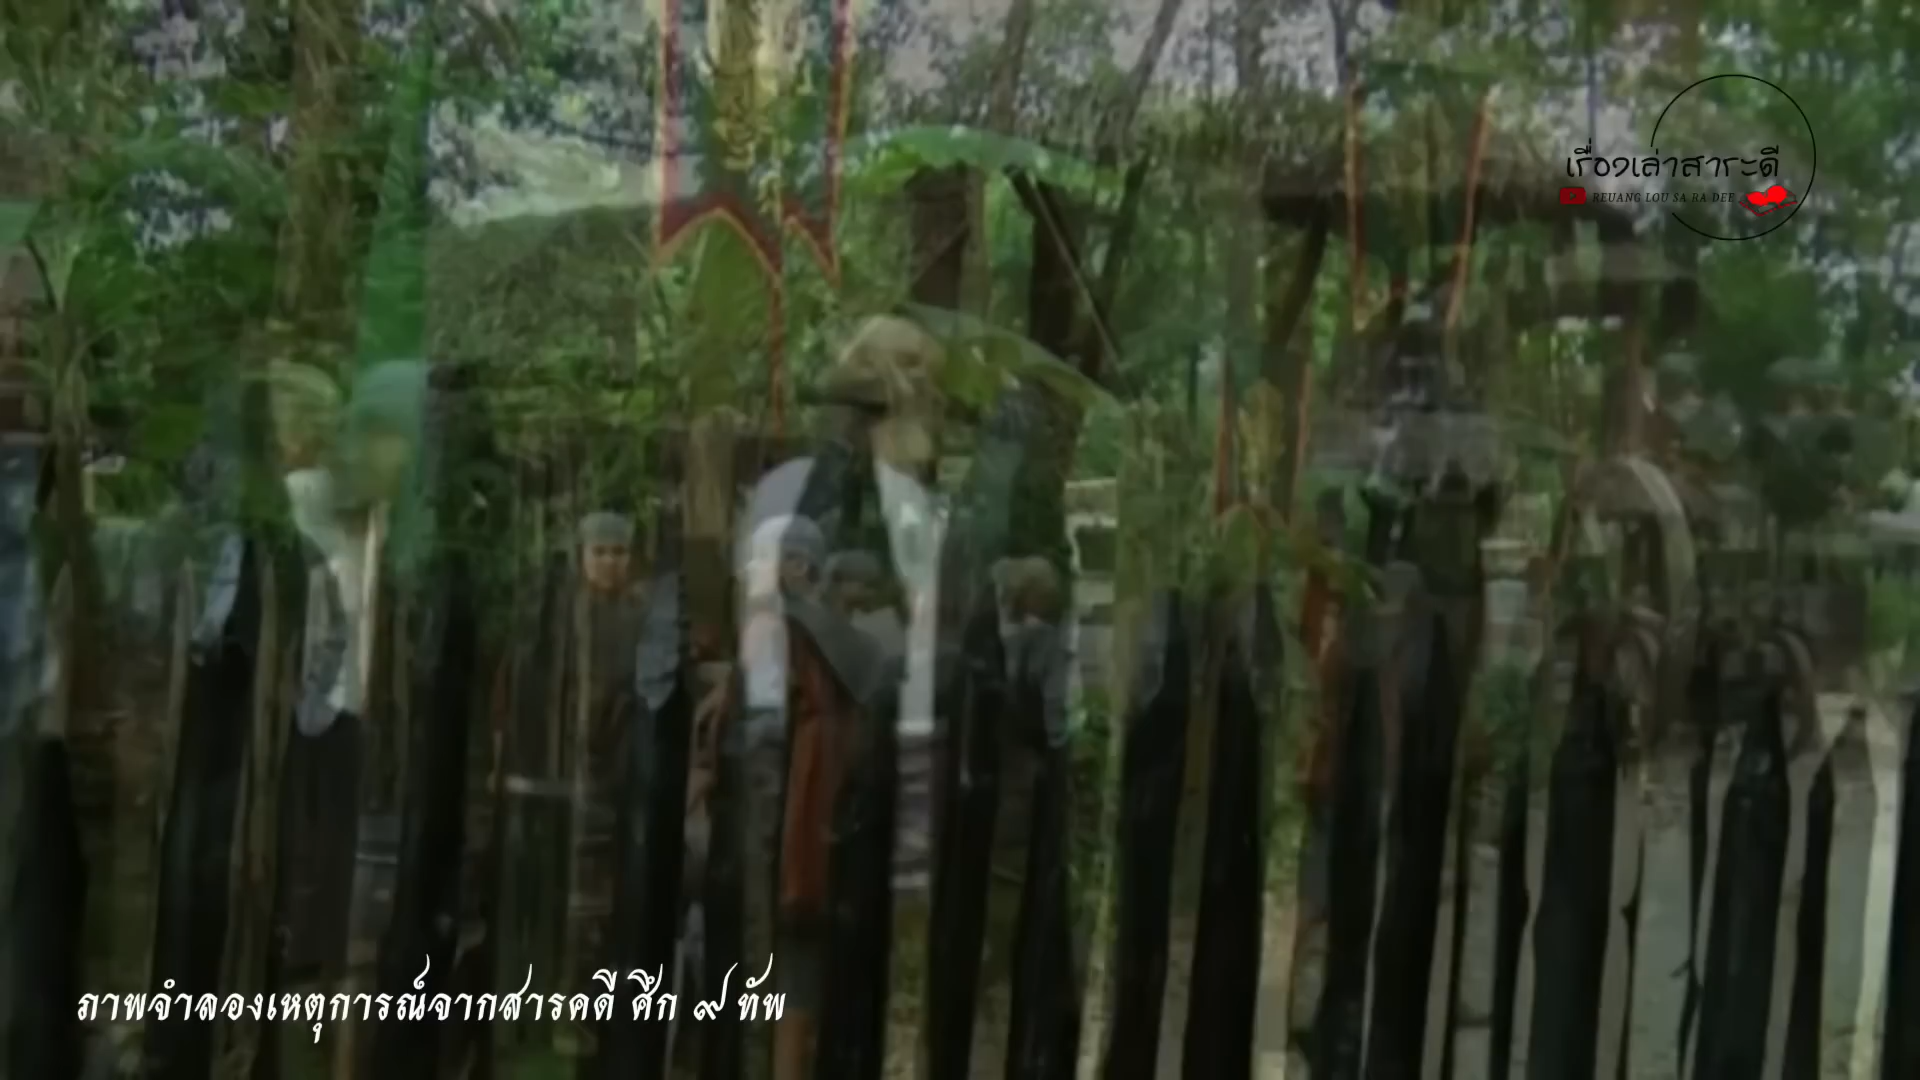 เรื่องเล่าสาระดี
REUANG LOU SA RA DEE
ภาพจำลองเหตุการณ์จากสารคดี ศึก ๙ ทัพ